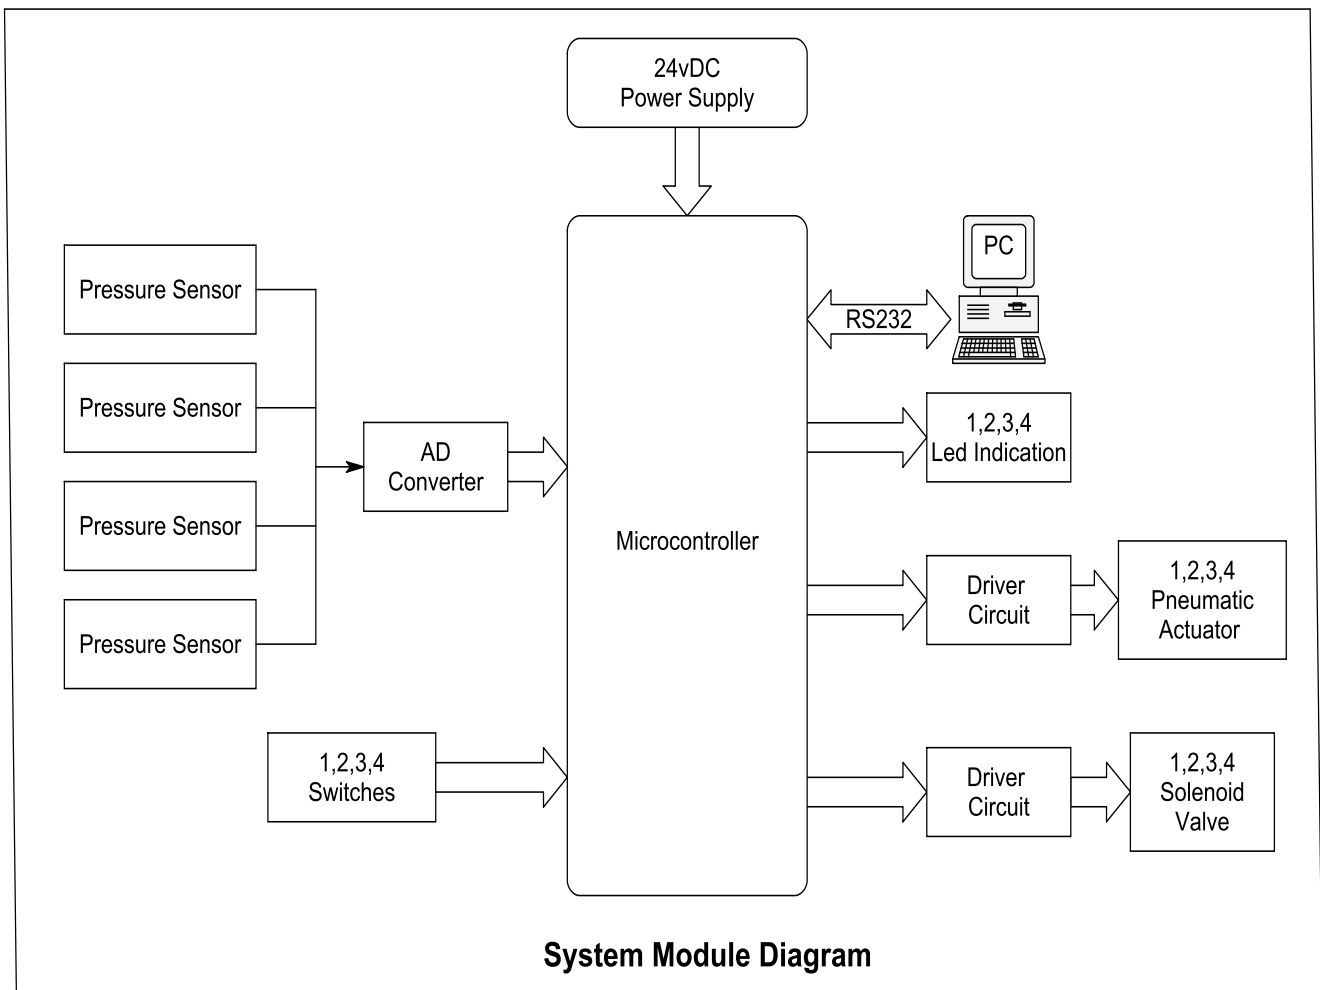 24vDC
Power Supply
Pressure Sensor
Pressure Sensor
Pressure Sensor
Pressure Sensor
AD
Converter
1,2,3,4
Switches
Microcontroller
PC
RS232
1,2,3,4
Led Indication
Driver
Circuit
1,2,3,4
Pneumatic
Actuator
Driver
Circuit
1,2,3,4
Solenoid
Valve
System Module Diagram